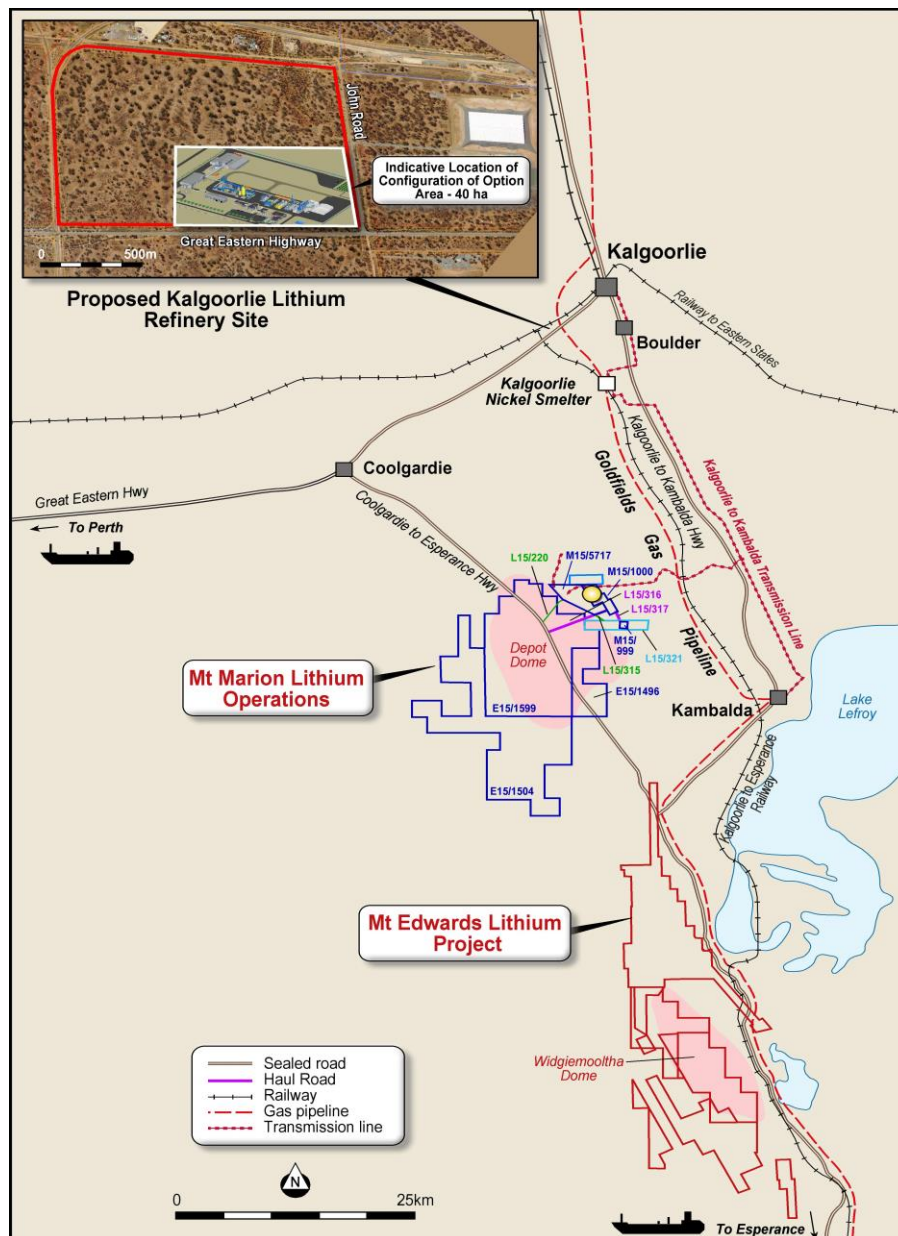 John Road
Indicative Location of
Configuration of Option
Area - 40 ha
Great Eastern Highway
0
500m
Proposed Kalgoorlie Lithium
Refinery Site
Kalgoorlie
Railway to Eastern States
Boulder
Kalgoorlie
Nickel Smelter
Coolgardie
Great Eastern Hwy
To Perth
Coolgardie to Esperance Hwy
Goldfields
Gas
Pipeline
Kalgoorlie to Kambalda Hwy
Kalgoorlie to Kambalda Transmission Line
L15/220
M15/5717
M15/1000
L15/316
L15/317
M15/
999
L15/321
L15/315
Depot
Dome
E15/1496
E15/1599
E15/1504
Mt Marion Lithium
Operations
Kambalda
Lake
Lefroy
Kalgoorlie to Esperance
Railway
Mt Edwards Lithium
Project
Widgiemooltha
Dome
Sealed road
Haul Road
Railway
Gas pipeline
Transmission line
N
0
25km
To Esperance